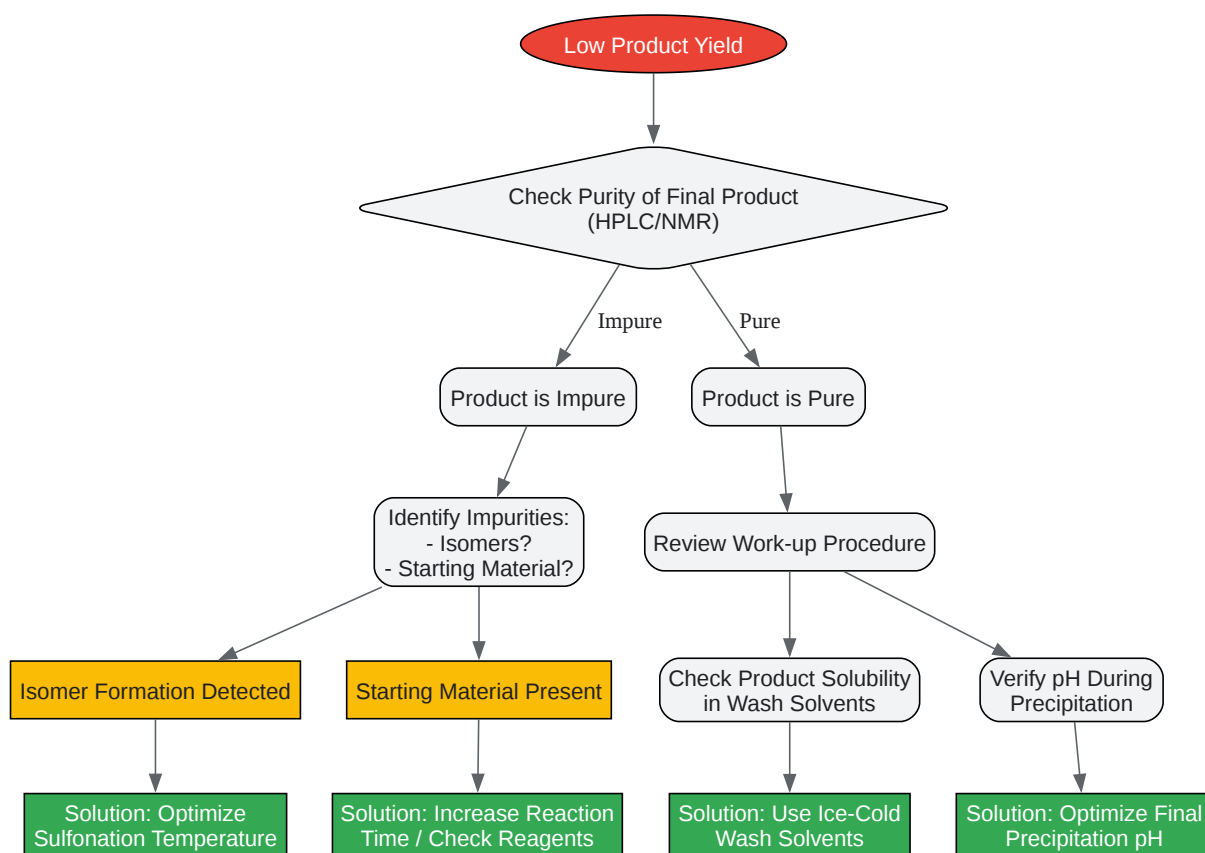 Low Product Yield
Check Purity of Final Product
(HPLC/NMR)
Impure
Pure
Product is Impure
Product is Pure
Identify Impurities:
- Isomers?
- Starting Material?
Review Work-up Procedure
Isomer Formation Detected
Starting Material Present
Check Product Solubility
in Wash Solvents
Verify pH During
Precipitation
Solution: Optimize
Sulfonation Temperature
Solution: Increase Reaction
Time / Check Reagents
Solution: Use Ice-Cold
Wash Solvents
Solution: Optimize Final
Precipitation pH